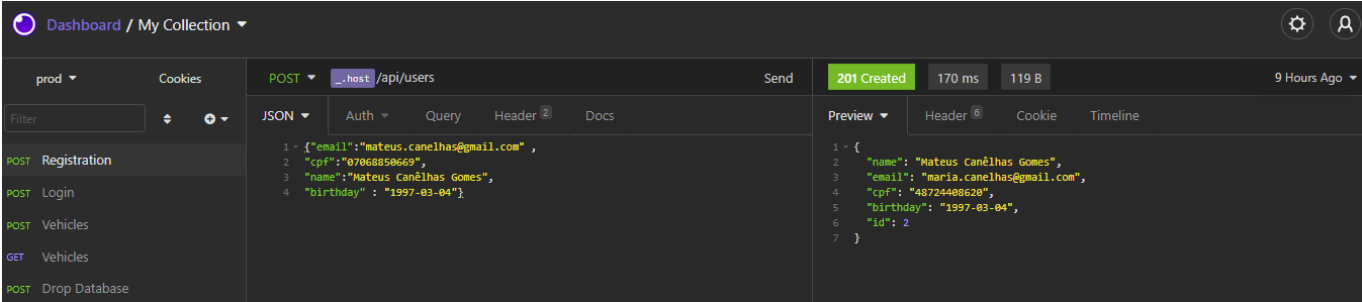 Dashboard / My Collection
prod Cookies
Filter
POST Registration
POST Login
POST Vehicles
GET Vehicles
POST Drop Database
POST _.host /api/users Send
JSON Auth Query Header 2 Docs
1 {"email":"mateus.canelhas@gmail.com" ,
2 "cpf":"07068850669",
3 "name":"Mateus Canêlhas Gomes",
4 "birthday" : "1997-03-04"}
201 Created 170 ms 119 B 9 Hours Ago
Preview Header 6 Cookie Timeline
1 {
2 "name": "Mateus Canêlhas Gomes",
3 "email": "maria.canelhas@gmail.com",
4 "cpf": "48724408620",
5 "birthday": "1997-03-04",
6 "id": 2
7 }